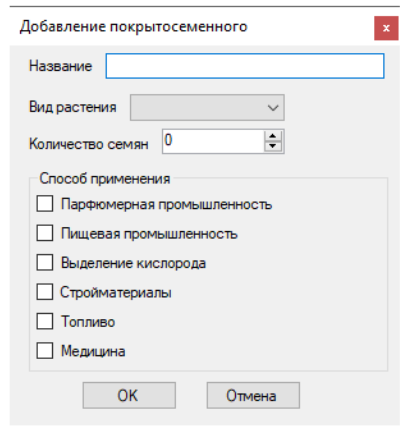 Добавление покрытосеменного x
Название
Вид растения
Количество семян 0
Способ применения
Парфюмерная промышленность
Пищевая промышленность
Выделение кислорода
Стройматериалы
Топливо
Медицина
OK Отмена